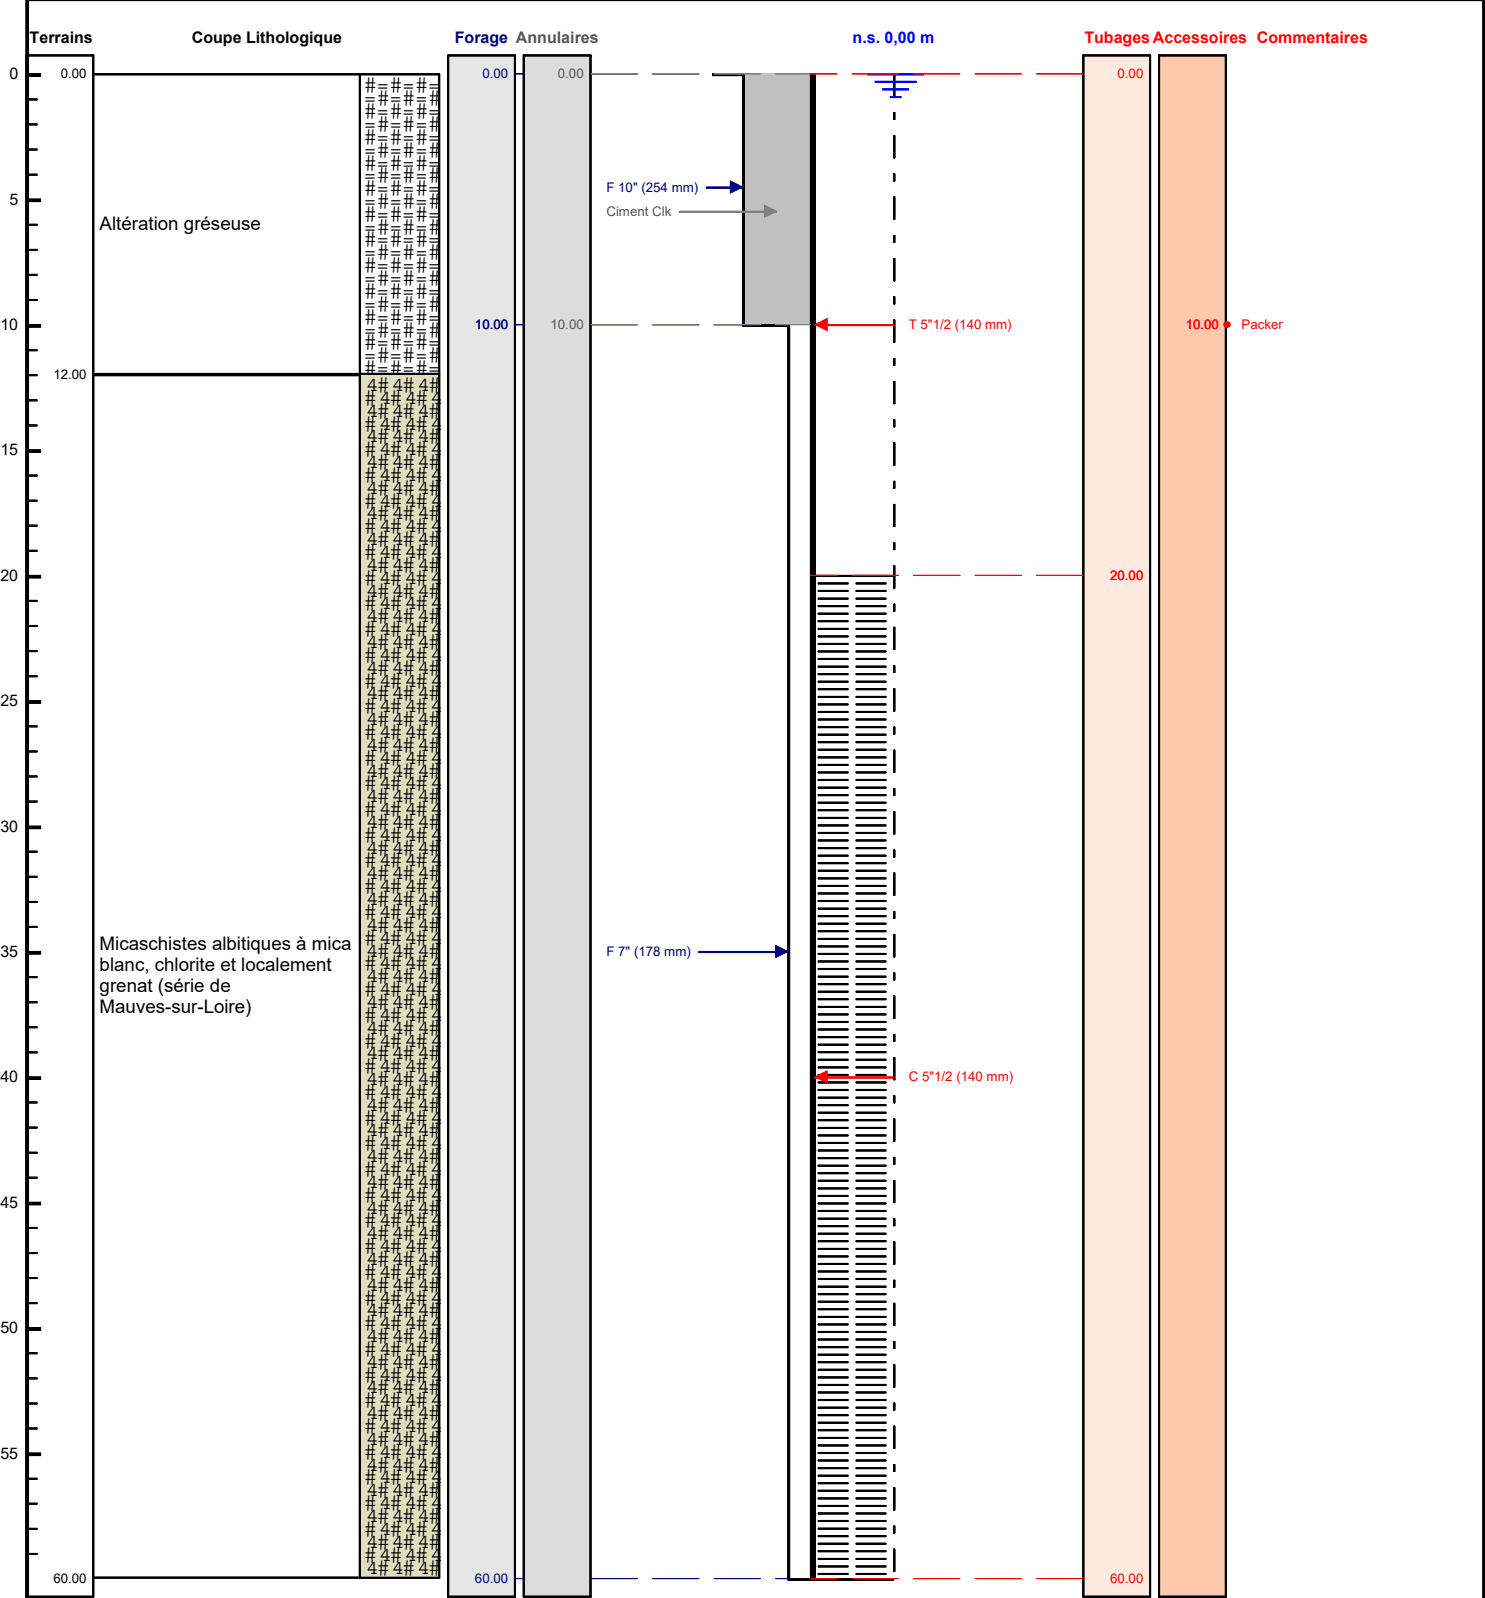 Terrains Coupe Lithologique Forage Annulaires n.s. 0,00 m Tubages Accessoires Commentaires
0 0.00 0.00 0.00 0.00
F 10" (254 mm)
5
Ciment Clk
Altération gréseuse
10 10.00 10.00 T 5"1/2 (140 mm) 10.00 Packer
12.00
15
20 20.00
25
30
Micaschistes albitiques à mica
35 F 7" (178 mm)
blanc, chlorite et localement
grenat (série de
Mauves-sur-Loire)
40 C 5"1/2 (140 mm)
45
50
55
60.00 60.00 60.00